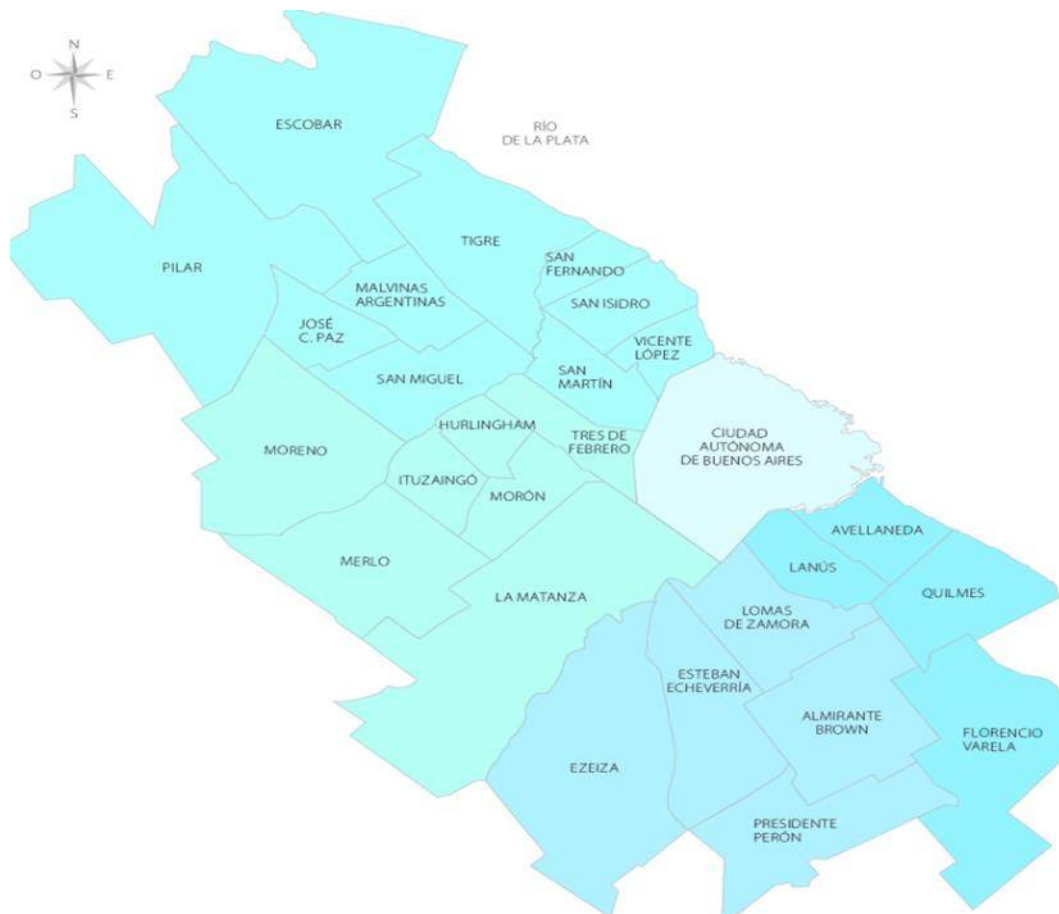 N
O
E
S
ESCOBAR
RÍO
DE LA PLATA
TIGRE
SAN
FERNANDO
PILAR
MALVINAS
ARGENTINAS
SAN ISIDRO
JOSÉ
C. PAZ
VICENTE
LÓPEZ
SAN MIGUEL
SAN
MARTÍN
HURLINGHAM
TRES DE
FEBRERO
CIUDAD
AUTÓNOMA
DE BUENOS AIRES
MORENO
ITUZAINGÓ
MORÓN
AVELLANEDA
MERLO
LANÚS
LA MATANZA
QUILMES
LOMAS
DE ZAMORA
ESTEBAN
ECHEVERRÍA
ALMIRANTE
BROWN
FLORENCIO
VARELA
EZEIZA
PRESIDENTE
PERÓN